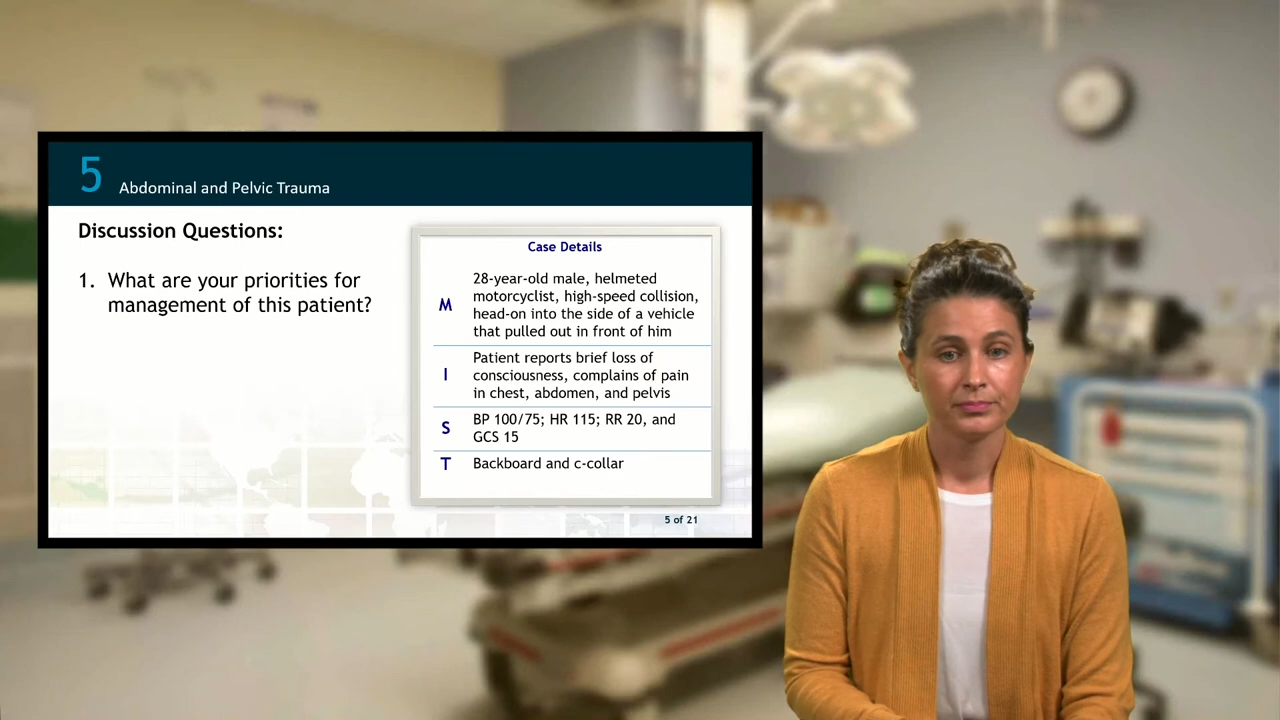 5 Abdominal and Pelvic Trauma
Discussion Questions:
1. What are your priorities for
management of this patient?
Case Details
M
28-year-old male, helmeted
motorcyclist, high-speed collision,
head-on into the side of a vehicle
that pulled out in front of him
I
Patient reports brief loss of
consciousness, complains of pain
in chest, abdomen, and pelvis
S
BP 100/75; HR 115; RR 20, and
GCS 15
T Backboard and c-collar
5 of 21